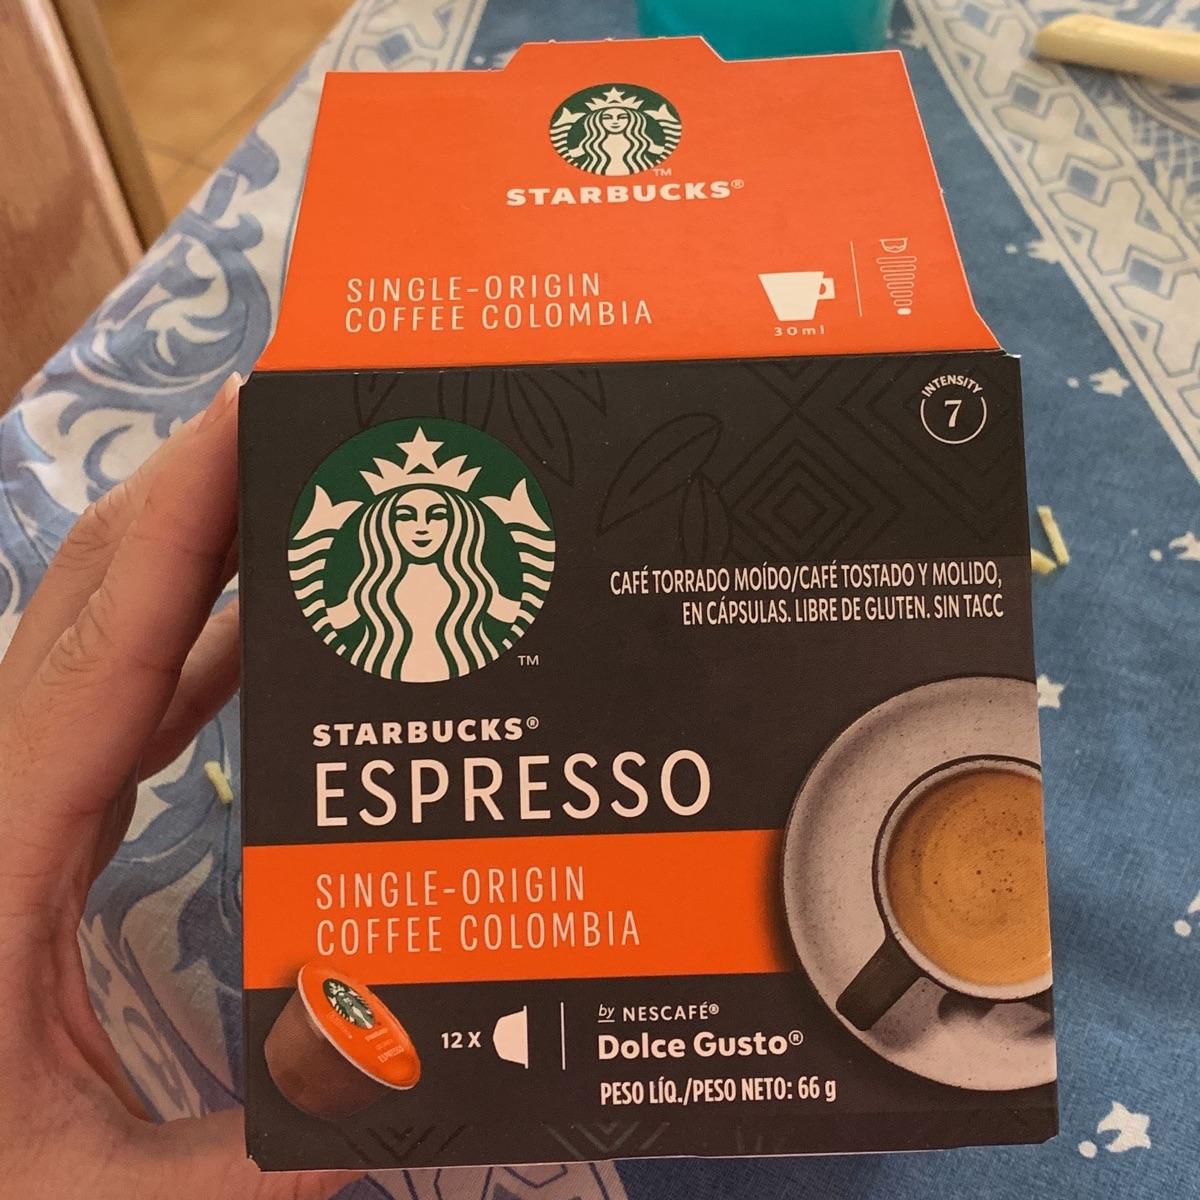 TM
STARBUCKS®
SINGLE-ORIGIN
COFFEE COLOMBIA
30ml
INTENSITY
7
CAFÉ TORRADO MOÍDO/CAFÉ TOSTADO Y MOLIDO,
EN CÁPSULAS. LIBRE DE GLUTEN. SIN TACC
TM
STARBUCKS®
ESPRESSO
SINGLE-ORIGIN
COFFEE COLOMBIA
ESPRESSO
12 X
by NESCAFÉ®
Dolce Gusto®
PESO LÍQ./PESO NETO: 66 g